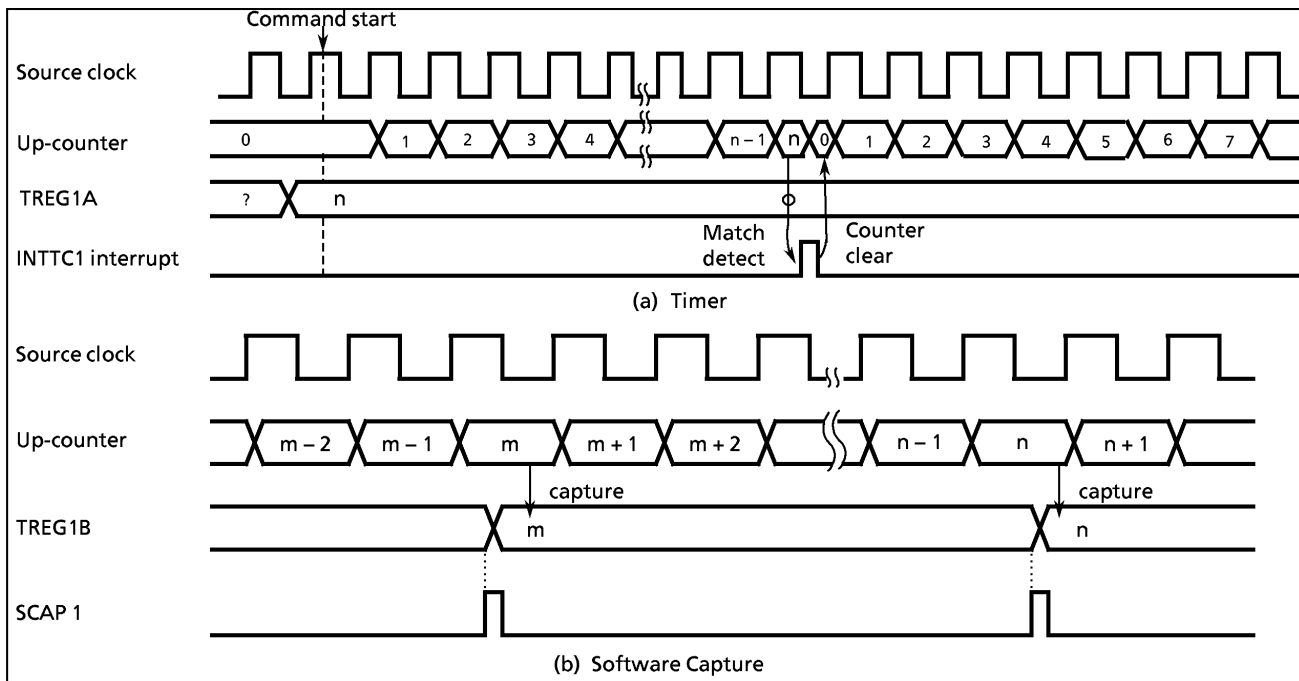 Command start
Source clock
Up-counter 0 1 2 3 4 n – 1 n 0 1 2 3 4 5 6 7
TREG1A ? n
Match detect
Counter clear
INTTC1 interrupt
(a) Timer
Source clock
Up-counter m – 2 m – 1 m m + 1 m + 2 n – 1 n n + 1
capture capture
TREG1B m n
SCAP 1
(b) Software Capture